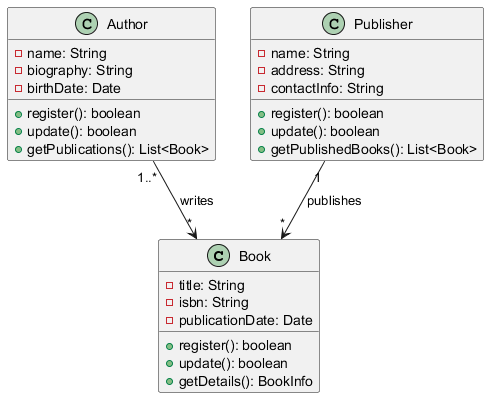 C Author
name: String
biography: String
birthDate: Date
register(): boolean
update(): boolean
getPublications(): List<Book>
C Publisher
name: String
address: String
contactInfo: String
register(): boolean
update(): boolean
getPublishedBooks(): List<Book>
1..*
writes
*
1
publishes
*
C Book
title: String
isbn: String
publicationDate: Date
register(): boolean
update(): boolean
getDetails(): BookInfo